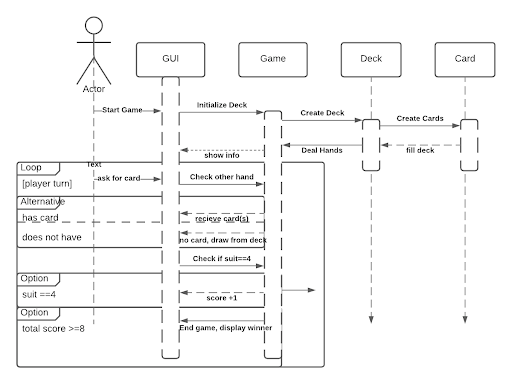 GUI
Game
Deck
Card
Actor
Start Game
Initialize Deck
Create Deck
Create Cards
show info
Deal Hands
fill deck
Text
Loop
[player turn]
ask for card
Check other hand
Alternative
has card
recieve card(s)
does not have
no card, draw from deck
Check if suit==4
Option
suit ==4
score +1
Option
total score >=8
End game, display winner